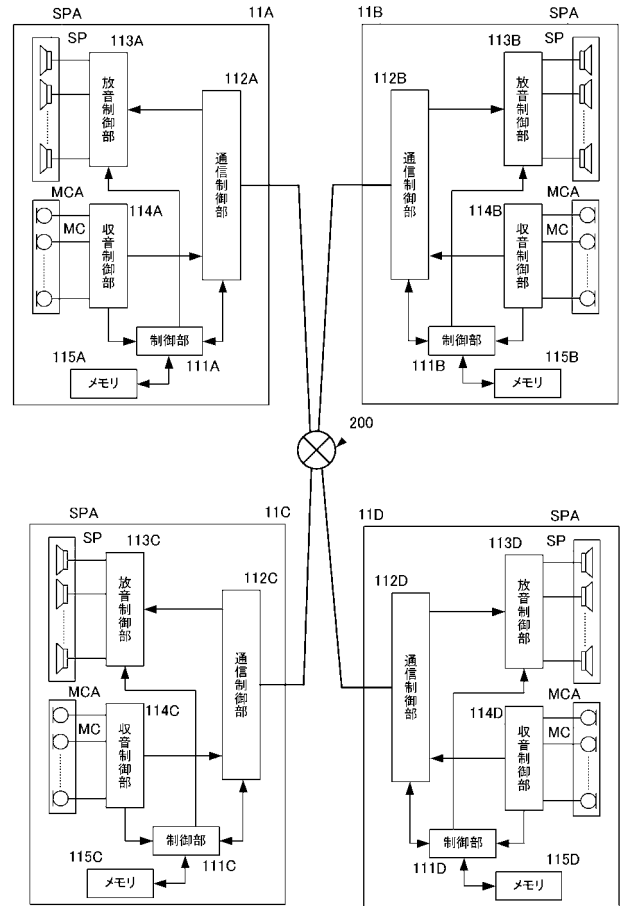 SPA
11A
SP
113A
放音制御部
112A
通信制御部
MCA
MC
114A
収音制御部
制御部
115A
111A
メモリ
11B
SPA
113B
SP
112B
放音制御部
通信制御部
MCA
114B
MC
収音制御部
制御部
111B
115B
メモリ
200
SPA
11C
SP
113C
放音制御部
112C
通信制御部
MCA
MC
114C
収音制御部
制御部
115C
111C
メモリ
11D
SPA
113D
SP
112D
放音制御部
通信制御部
MCA
114D
MC
収音制御部
制御部
111D
115D
メモリ